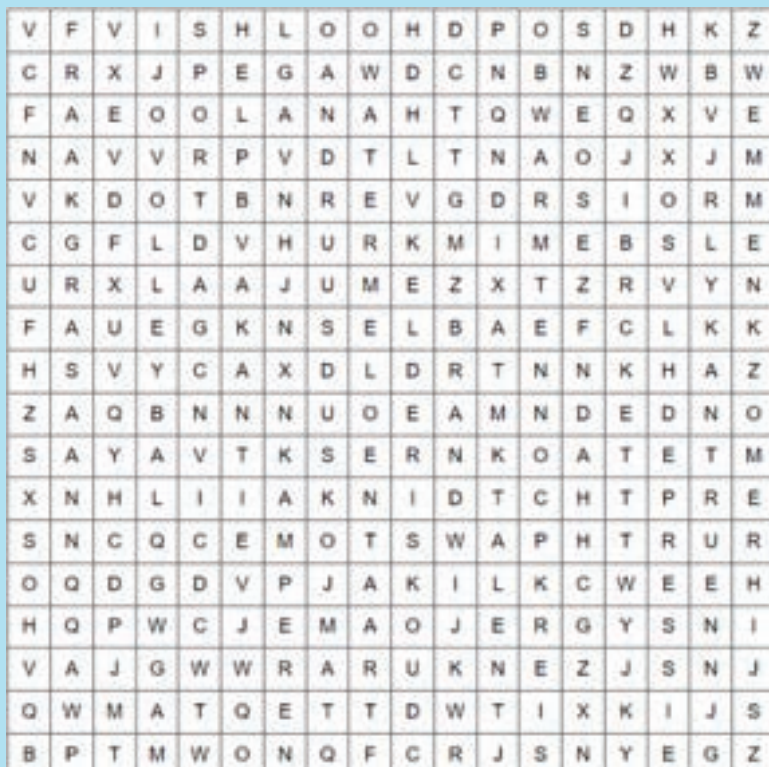 V F V I S H L O O H D P O S D H K Z
C R X J P E G A W D C N B N Z W B W
F A E O O L A N A H T Q W E Q X V E
N A V V R P V D T L T N A O J X J M
V K D O T B N R E V G D R S I O R M
C G F L D V H U R K M I M E B S L E
U R X L A A J U M E Z X T Z R V Y N
F A U E G K N S E L B A E F C L K K
H S V Y C A X D L D R T N N K H A Z
Z A Q B N N N U O E A M N D E D N O
S A Y A V T K S E R N K O A T E T M
X N H L I I A K N I D T C H T P R E
S N C Q C E M O T S W A P H T R U R
O Q D G D V P J A K I L K C W E E H
H Q P W C J E M A O J E R G Y S N I
V A J G W W R A R U K N E Z J S N J
Q W M A T Q E T T D W T I X K I J S
B P T M W O N Q F C R J S N Y E G Z